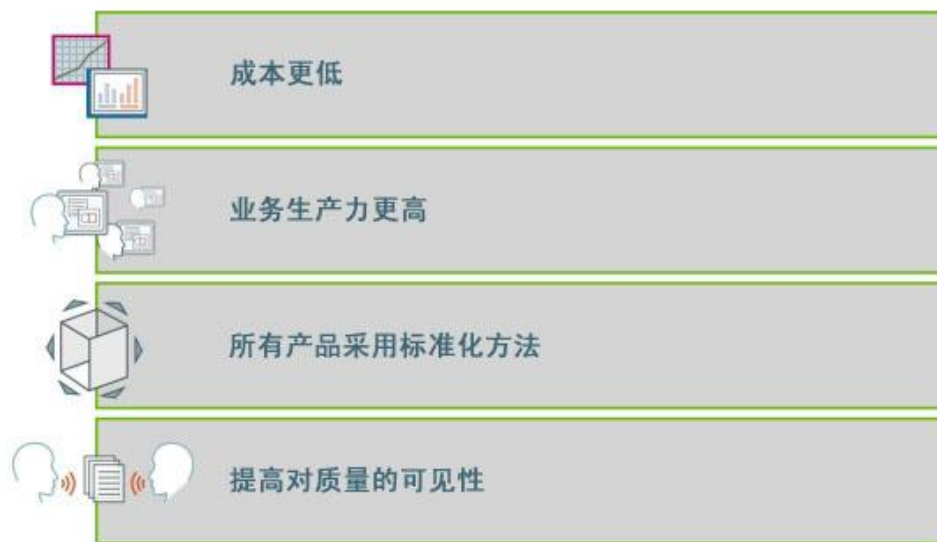 成本更低
业务生产力更高
所有产品采用标准化方法
提高对质量的可见性